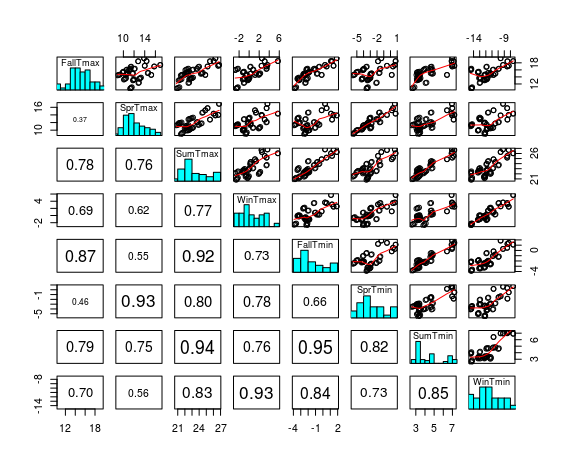 10 14 -2 2 6 -5 -2 1 -14 -9
FallTmax 12 18
10 16 0.37 SprTmax
0.78 0.76 SumTmax 21 26
-2 4 0.69 0.62 0.77 WinTmax
0.87 0.55 0.92 0.73 FallTmin -4 0
-5 -1 0.46 0.93 0.80 0.78 0.66 SprTmin
0.79 0.75 0.94 0.76 0.95 0.82 SumTmin 3 6
-14 -8 0.70 0.56 0.83 0.93 0.84 0.73 0.85 WinTmin
12 18 21 24 27 -4 -1 2 3 5 7